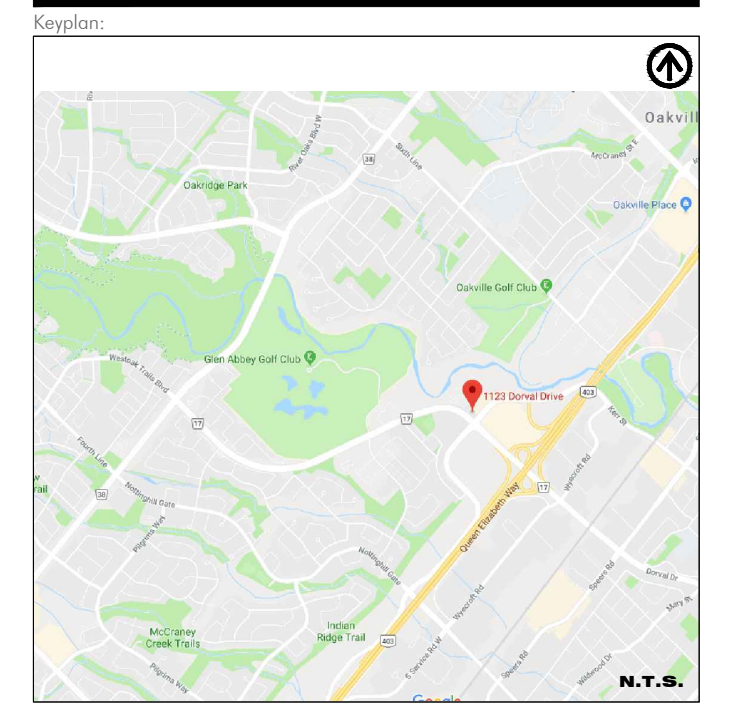 Keyplan:
Oakvill
River Oaks Blvd W
38
Sixth Line
McCraney St E
Oakridge Park
Oakville Place
Oakville Golf Club
Glen Abbey Golf Club
Westoak Trails Blvd
1123 Dorval Drive
403
Kerr St
17
17
Fourth Line
Wyecroft Rd
rail
38
Nottinghill Gate
17
Queen Elizabeth Way
Pilgrims Way
Nottinghill Gate
Speers Rd
Dorval Dr
Wyecroft Rd
Mary St
McCraney
Creek Trails
Indian
Ridge Trail
403
S Service Rd W
Speers Rd
Wildwood Dr
Pilgrims Way
N.T.S.
Google